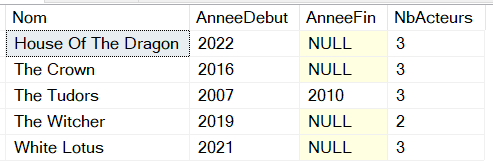 Nom AnneeDebut AnneeFin NbActeurs
House Of The Dragon 2022 NULL 3
The Crown 2016 NULL 3
The Tudors 2007 2010 3
The Witcher 2019 NULL 2
White Lotus 2021 NULL 3